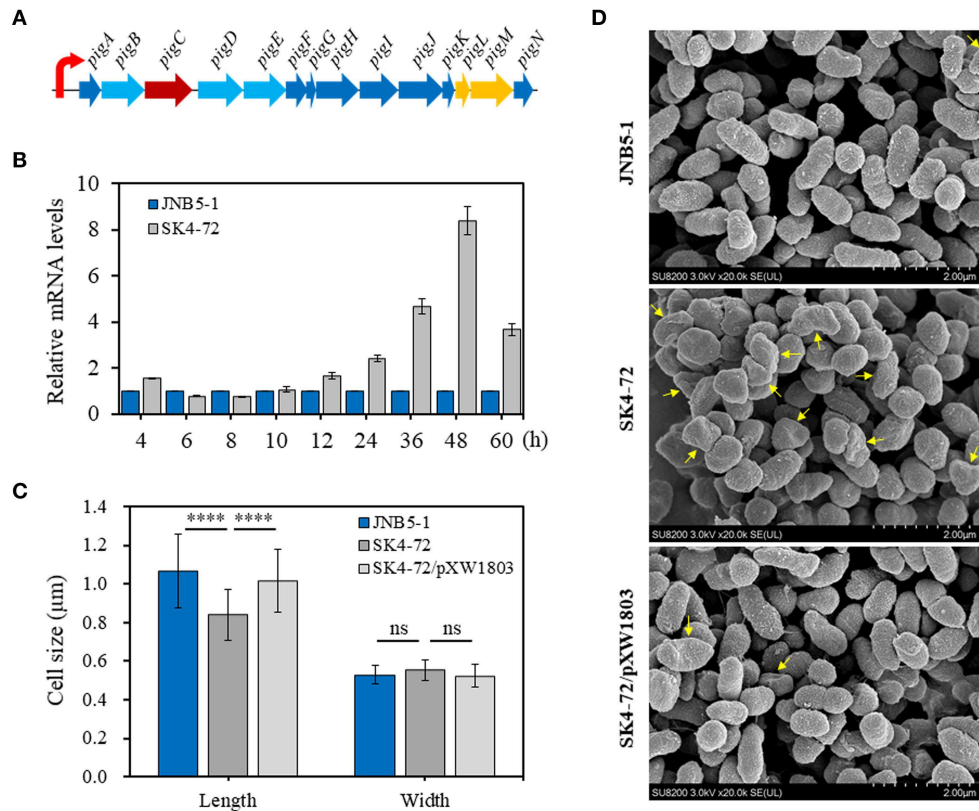 A
pigA pigB pigC pigD pigE pigF pigG pigH pigI pigJ pigK pigL pigM pigN
B
Relative mRNA levels
10
8
6
4
2
0
JNB5-1
SK4-72
4 6 8 10 12 24 36 48 60 (h)
C
Cell size (μm)
1.4
1.2
1.0
0.8
0.6
0.4
0.2
0.0
**** ****
ns ns
JNB5-1
SK4-72
SK4-72/pXW1803
Length Width
D
JNB5-1
SU8200 3.0kV x20.0k SE(UL) 2.00μm
SK4-72
SU8200 3.0kV x20.0k SE(UL) 2.00μm
SK4-72/pXW1803
SU8200 3.0kV x20.0k SE(UL) 2.00μm